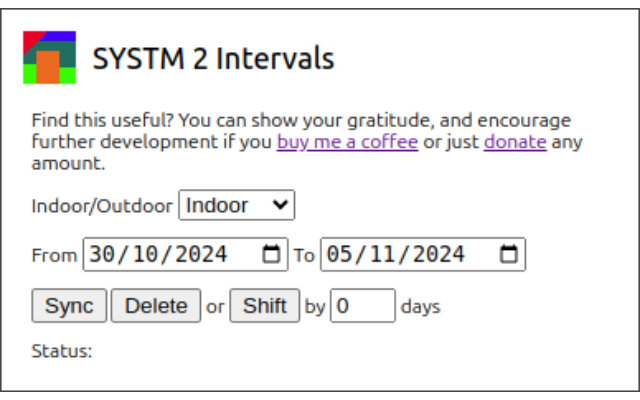 SYSTM 2 Intervals
Find this useful? You can show your gratitude, and encourage
further development if you buy me a coffee or just donate any
amount.
Indoor/Outdoor Indoor
From 30/10/2024 To 05/11/2024
Sync Delete or Shift by 0 days
Status: